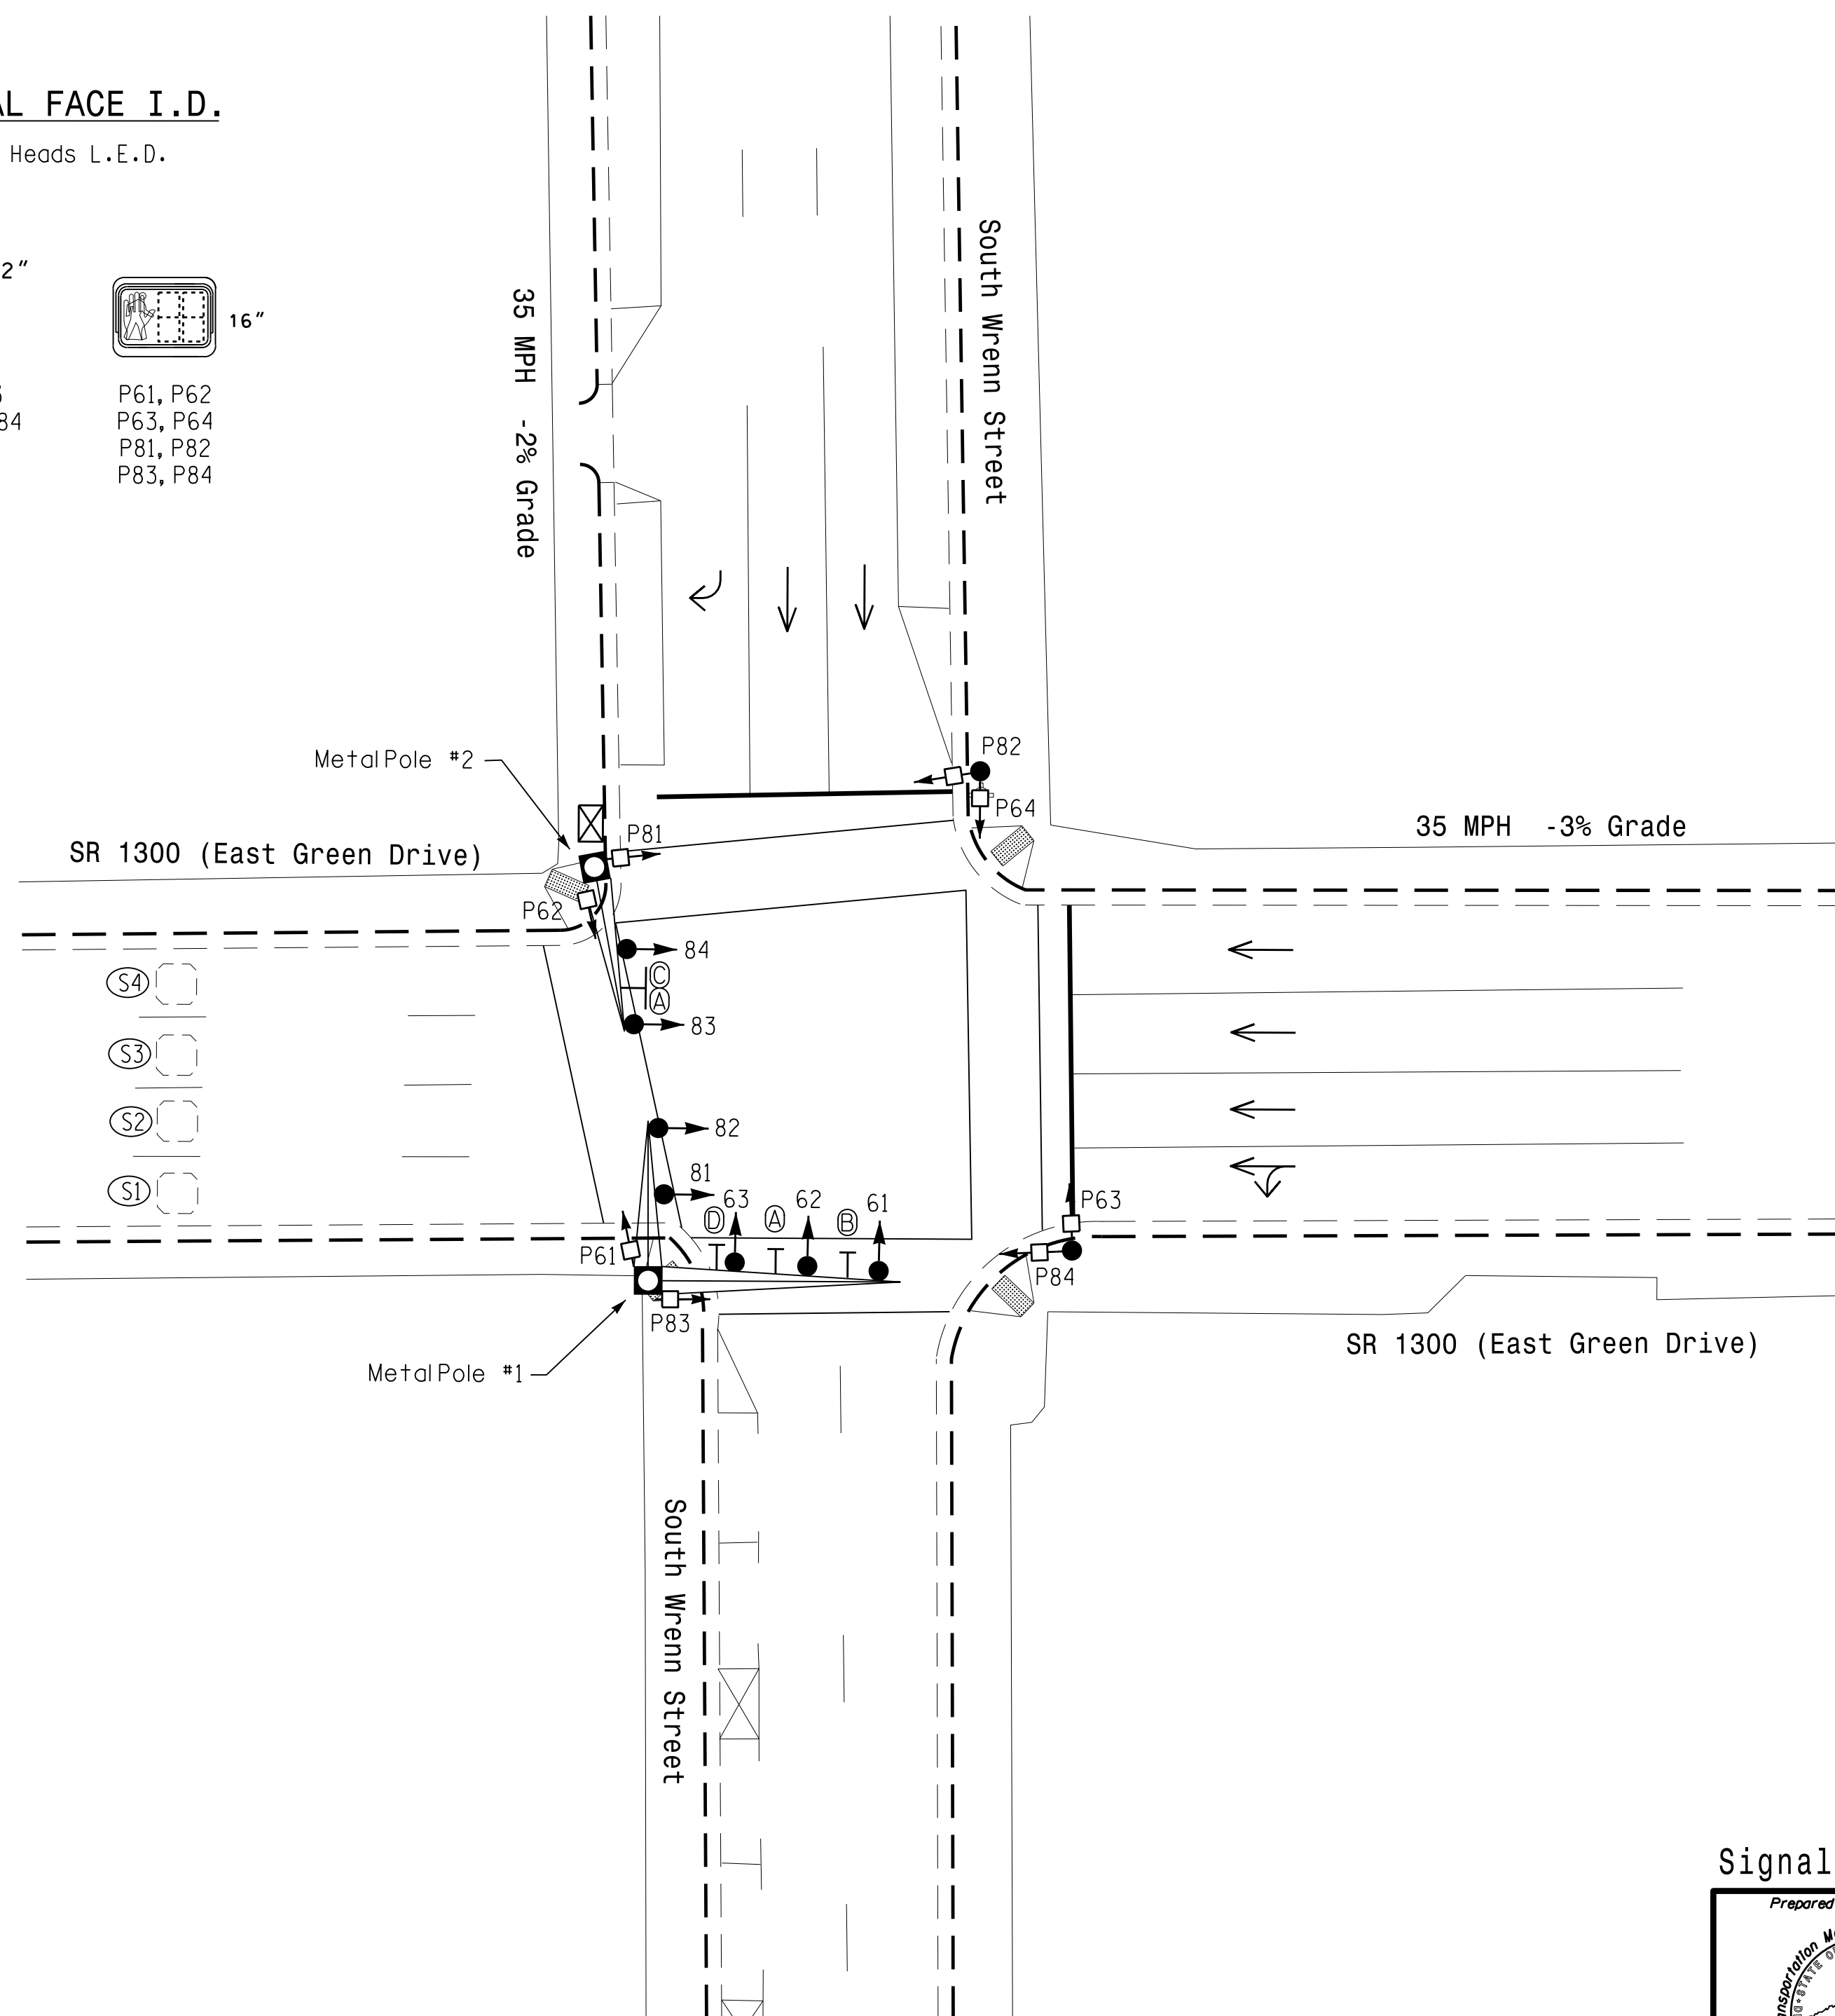 AL FACE I.D.
Heads L.E.D.
2"
16"
84
P61, P62
P63, P64
P81, P82
P83, P84
35 MPH -2% Grade
South Wrenn Street
Metal Pole #2
P82
P64
P81
P62
SR 1300 (East Green Drive)
35 MPH -3% Grade
84
C
A
83
S4
S3
S2
S1
82
81
63
62
61
D
A
B
P63
P61
P84
P83
Metal Pole #1
SR 1300 (East Green Drive)
South Wrenn Street
Signal
Prepared